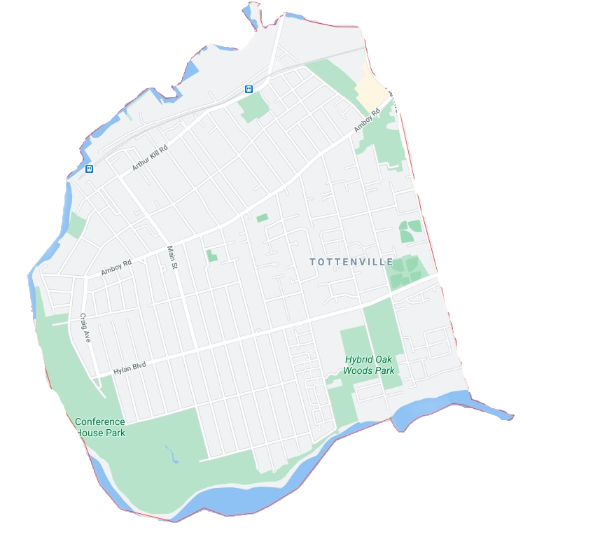 Amboy Rd
Arthur Kill Rd
Main St
TOTTENVILLE
Amboy Rd
Craig Ave
Hylan Blvd
Hybrid Oak
Woods Park
Conference
House Park